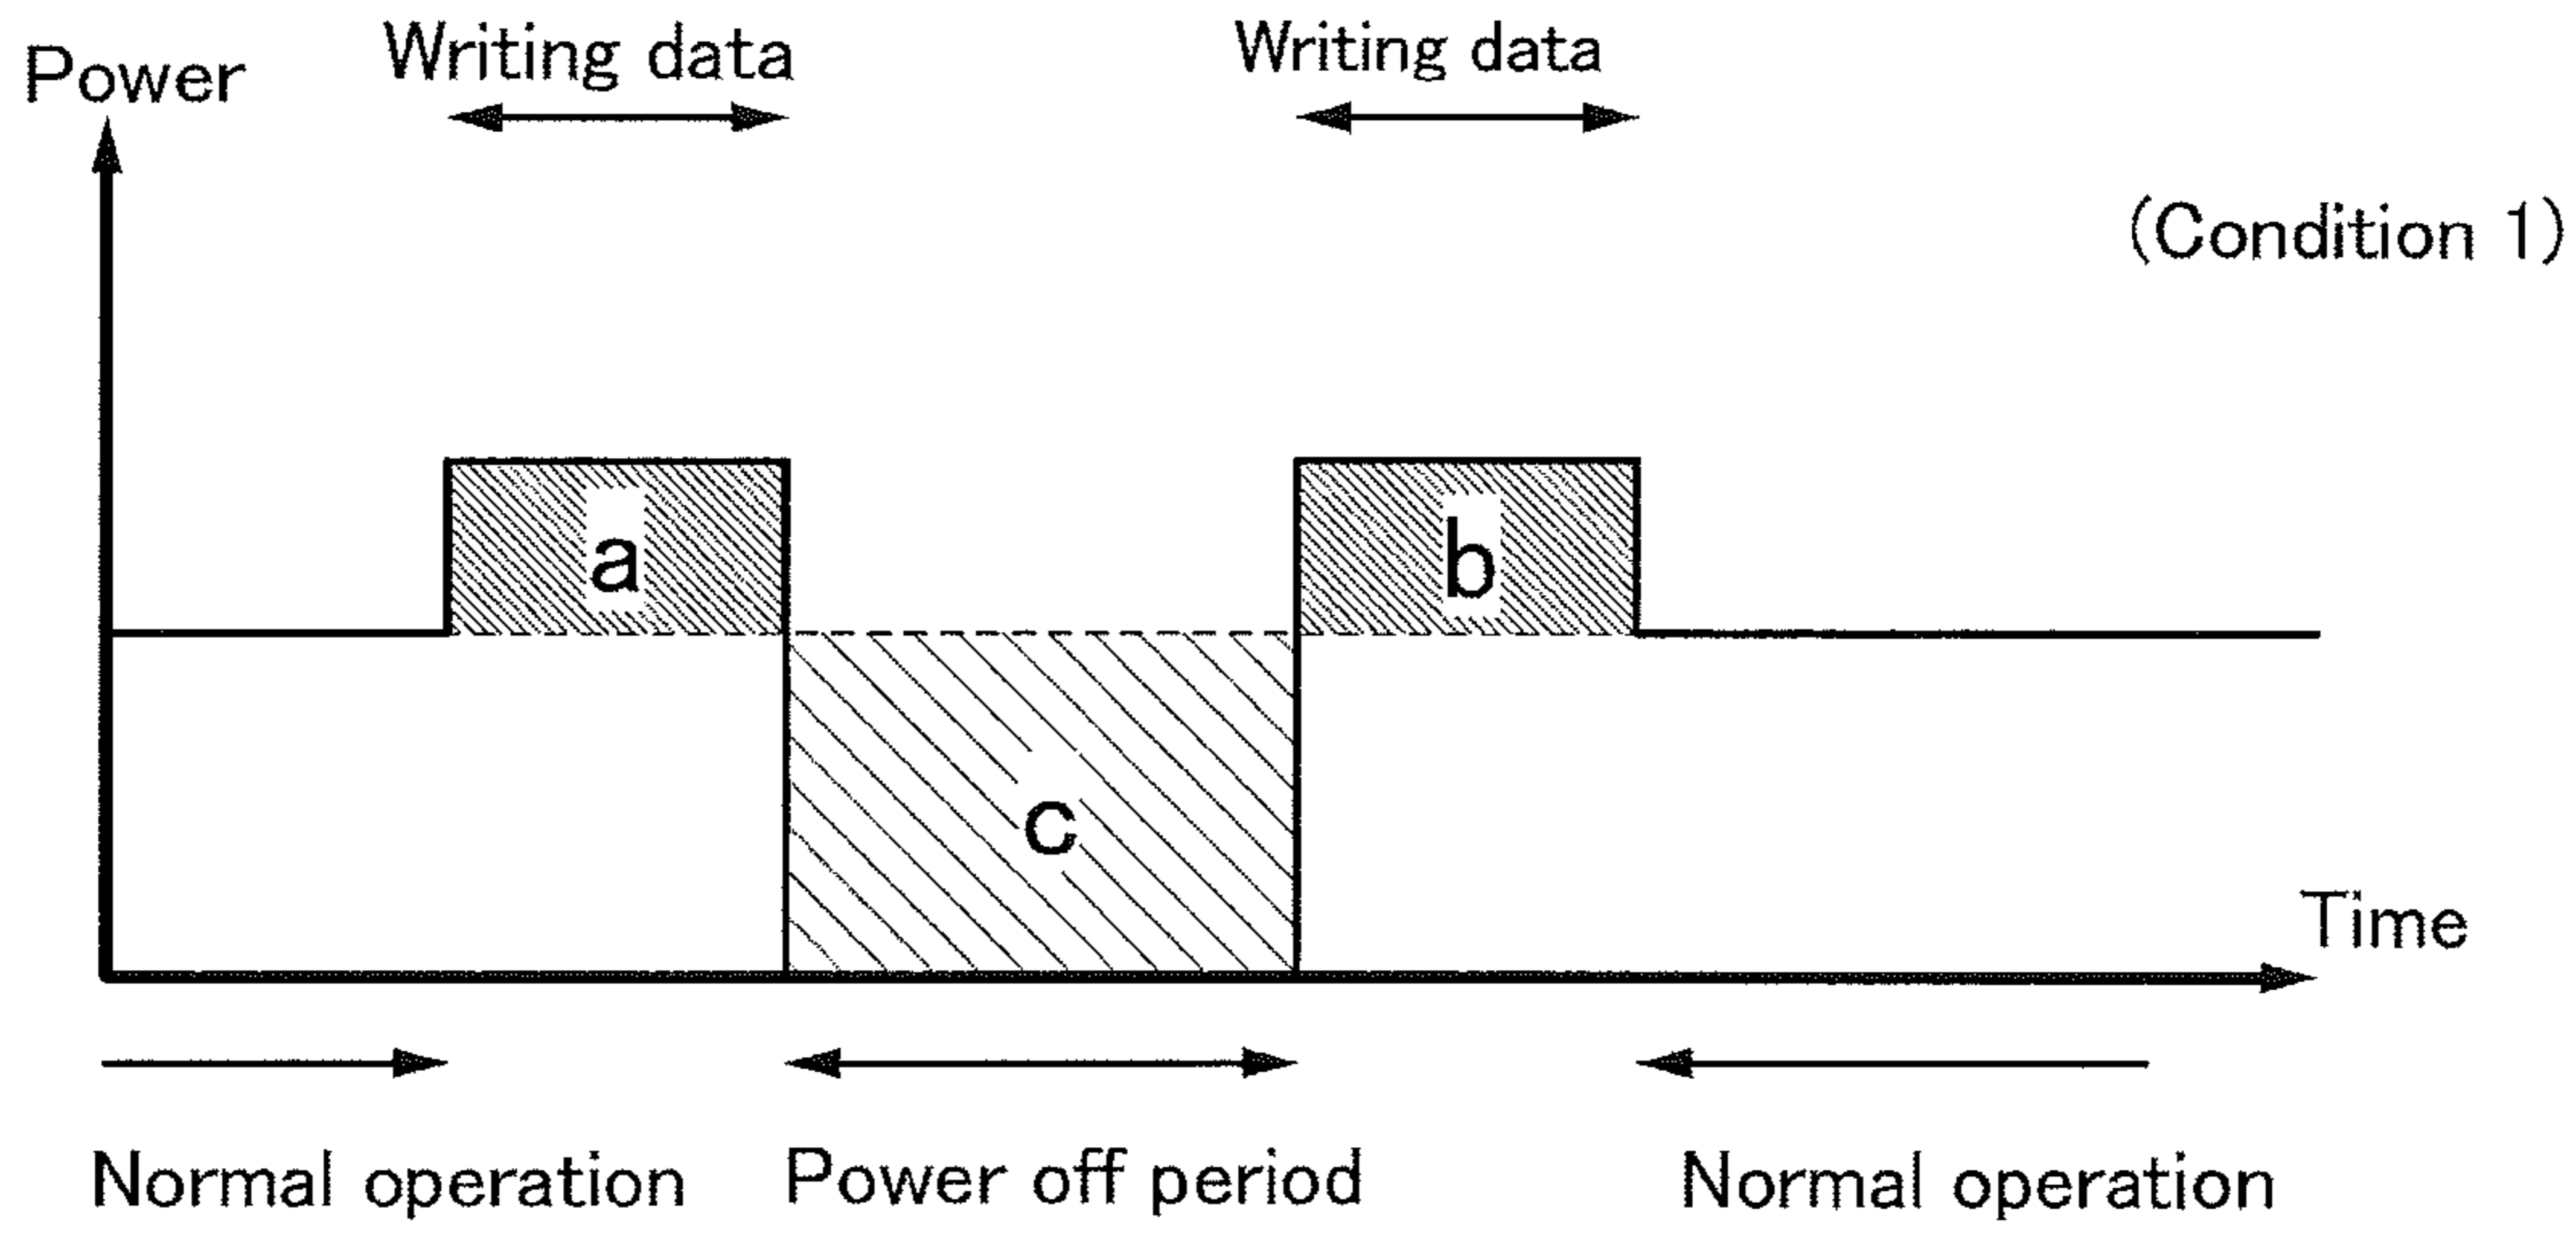 Writing data
Writing data
Power
(Condition 1)
a
b
c
Time
Normal operation
Power off period
Normal operation